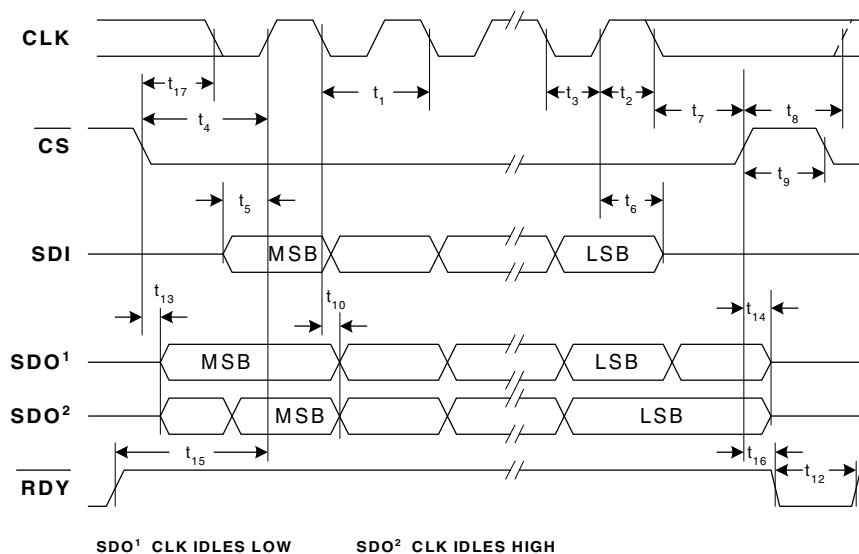 CLK
t17
t1
t3
t2
t4
t7
t8
CS
t9
t5
t6
SDI
MSB
LSB
t13
t10
t14
SDO¹
MSB
LSB
SDO²
MSB
LSB
t15
t16
t12
RDY
SDO¹ CLK IDLES LOW
SDO² CLK IDLES HIGH